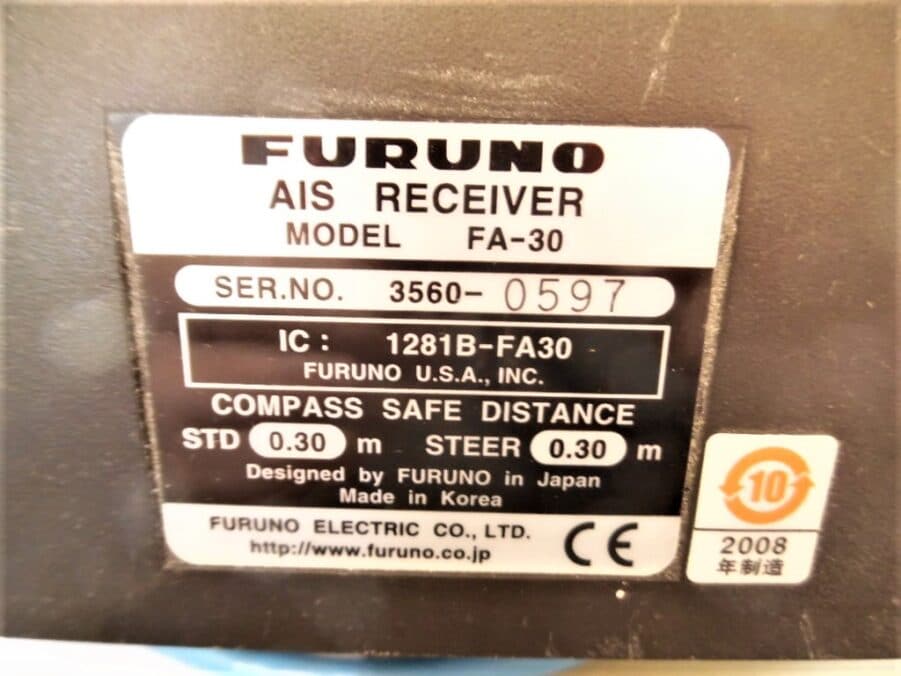 FURUNO
AIS RECEIVER
MODEL FA-30
SER.NO. 3560- 0597
IC : 1281B-FA30
FURUNO U.S.A., INC.
COMPASS SAFE DISTANCE
STD 0.30 m STEER 0.30 m
Designed by FURUNO in Japan
Made in Korea
FURUNO ELECTRIC CO., LTD.
http://www.furuno.co.jp
CE
10
2008
年制造